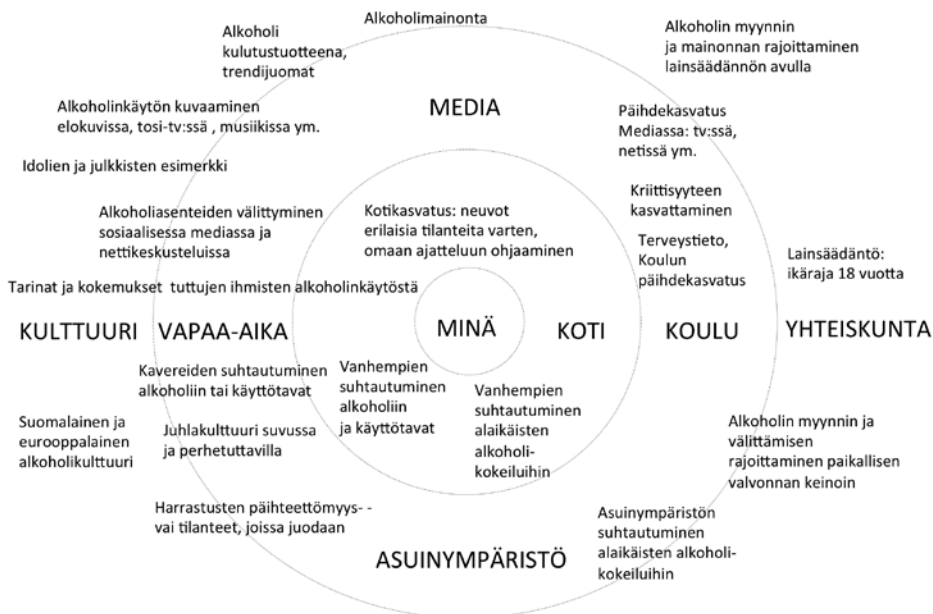 Alkoholimainonta
Alkoholi
kulutustuotteena,
trendijuomat
Alkoholin myynnin
ja mainonnan rajoittaminen
lainsäädännön avulla
MEDIA
Alkoholinkäytön kuvaaminen
elokuvissa, tosi-tv:ssä , musiikissa ym.
Päihdekasvatus
Mediassa: tv:ssä,
netissä ym.
Idolien ja julkkisten esimerkki
Kriittisyyteen
kasvattaminen
Alkoholiasenteiden välittyminen
sosiaalisessa mediassa ja
nettikeskusteluissa
Kotikasvatus: neuvot
erilaisia tilanteita varten,
omaan ajatteluun ohjaaminen
Terveystieto,
Koulun
päihdekasvatus
Lainsäädäntö:
ikäraja 18 vuotta
Tarinat ja kokemukset tuttujen ihmisten alkoholinkäytöstä
KULTTUURI VAPAA-AIKA MINÄ KOTI KOULU YHTEISKUNTA
Kavereiden suhtautuminen
alkoholiin tai käyttötavat
Vanhempien
suhtautuminen
alkoholiin
ja käyttötavat
Vanhempien
suhtautuminen
alaikäisten
alkoholi-
kokeiluihin
Suomalainen ja
eurooppalainen
alkoholikulttuuri
Juhlakulttuuri suvussa
ja perhetuttavilla
Alkoholin myynnin ja
välittämisen
rajoittaminen paikallisen
valvonnan keinoin
Harrastusten päihteettömyys- -
vai tilanteet, joissa juodaan
Asuinympäristön
suhtautuminen
alaikäisten alkoholi-
kokeiluihin
ASUINYMPÄRISTÖ